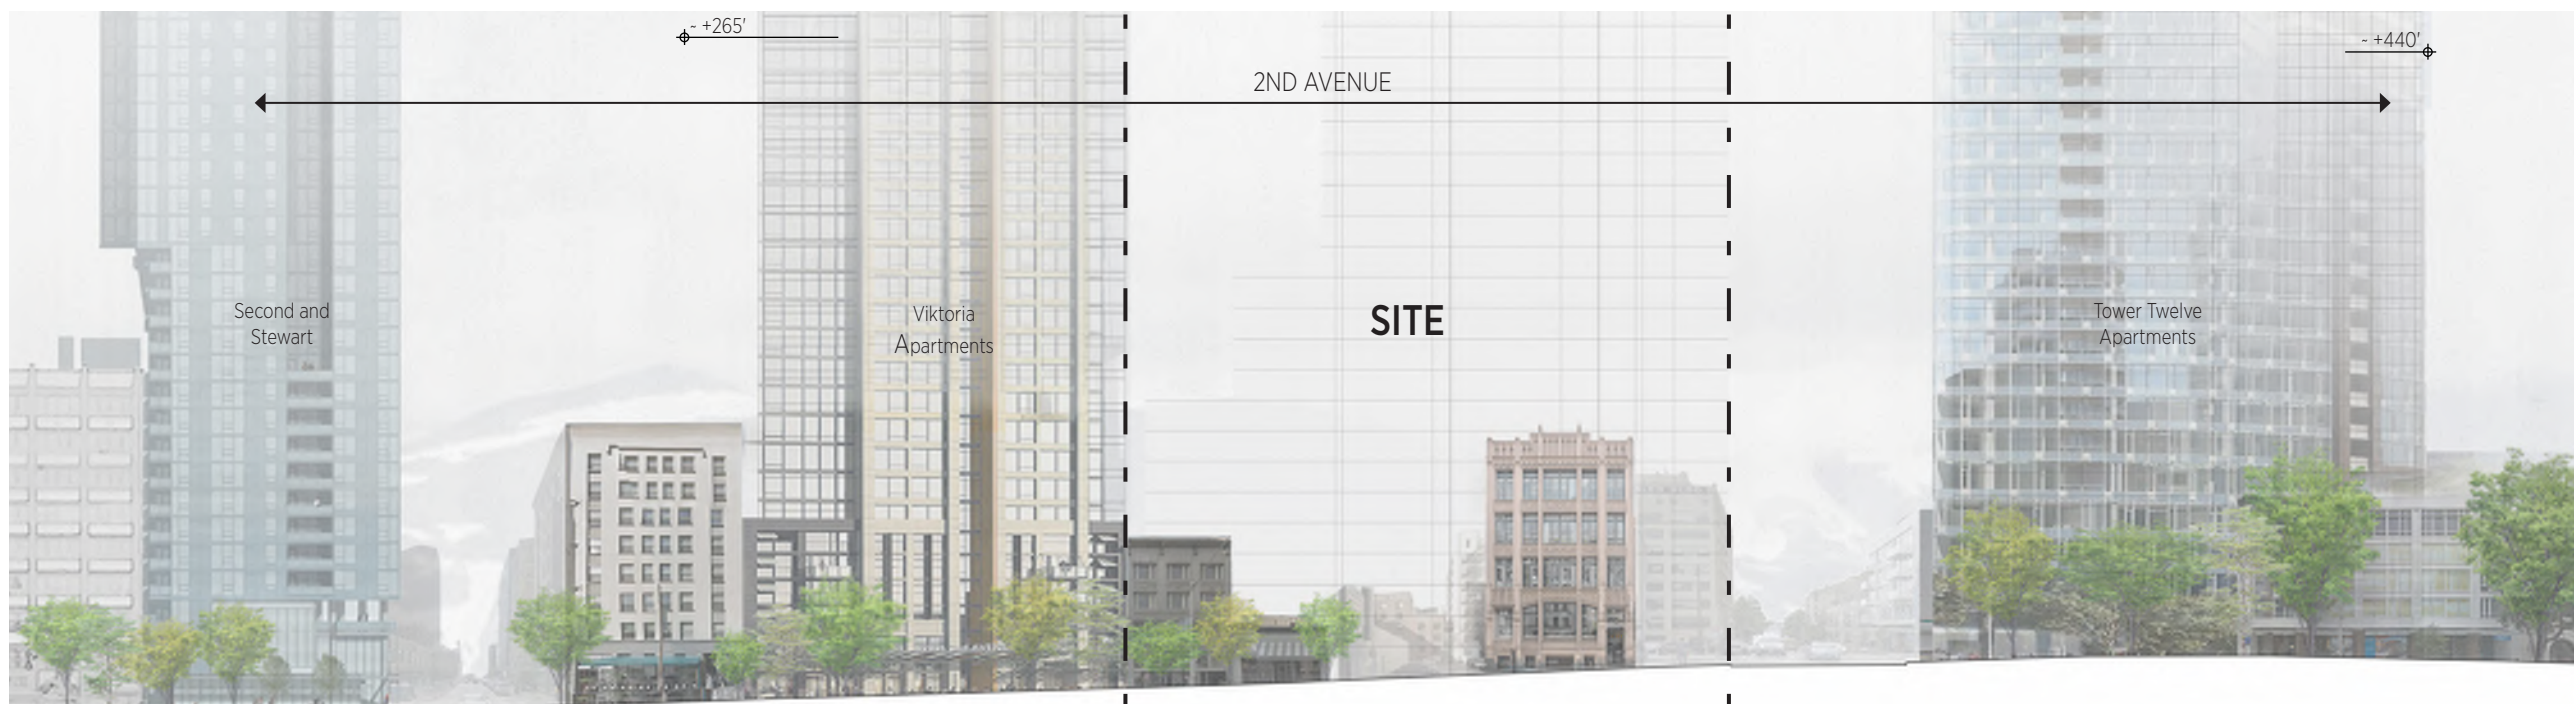 ~ +265'
~ +440'
2ND AVENUE
Second and
Stewart
Viktoria
Apartments
SITE
Tower Twelve
Apartments